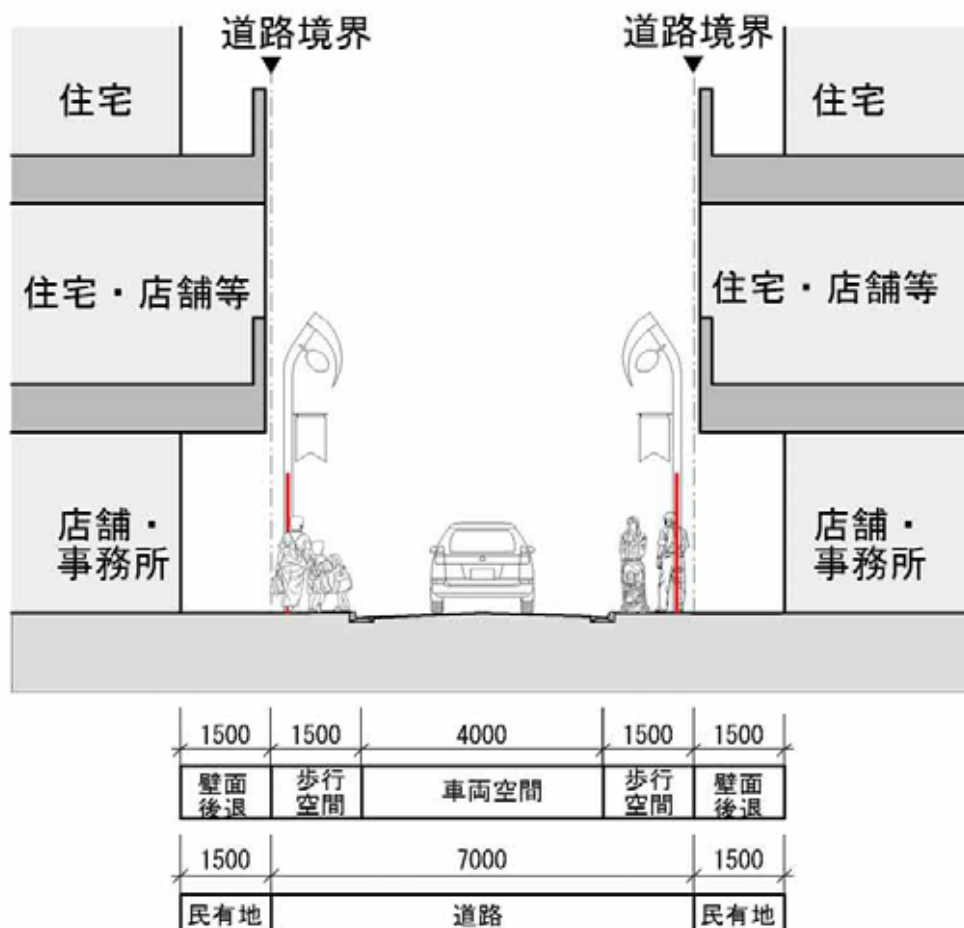 道路境界 道路境界
住宅 住宅
住宅・店舗等 住宅・店舗等
店舗・ 店舗・
事務所 事務所
1500 1500 4000 1500 1500
壁面 歩行 車両空間 歩行 壁面
後退 空間 空間 後退
1500 7000 1500
民有地 道路 民有地